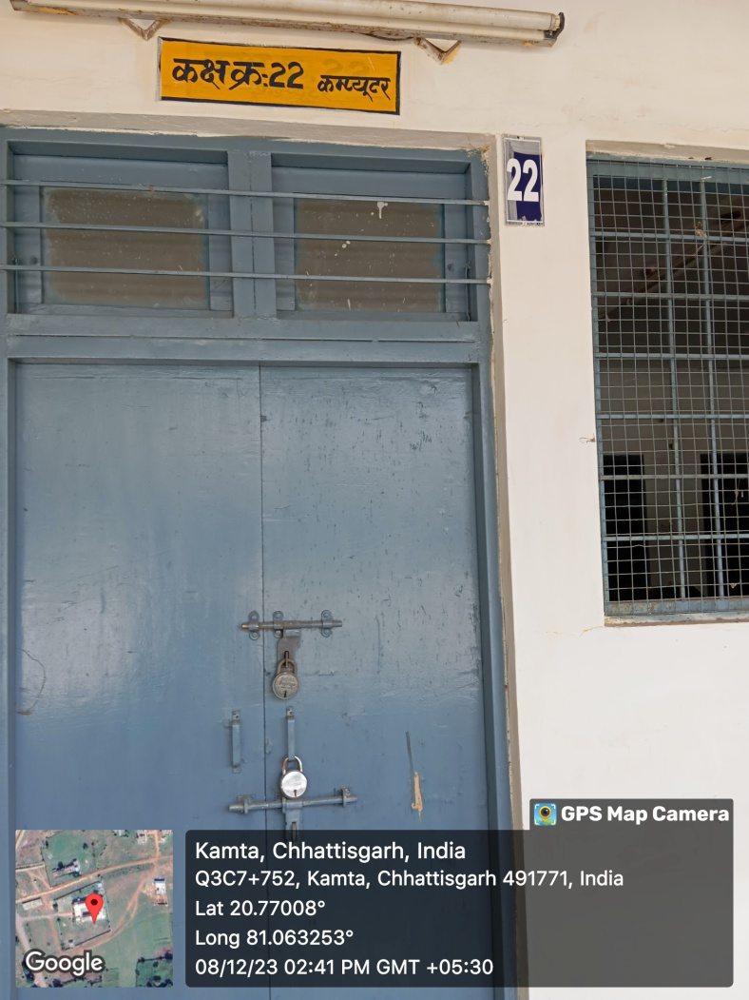 कक्ष क्र:22 कम्प्यूटर
22
GPS Map Camera
Kamta, Chhattisgarh, India
Q3C7+752, Kamta, Chhattisgarh 491771, India
Lat 20.77008°
Long 81.063253°
08/12/23 02:41 PM GMT +05:30
Google